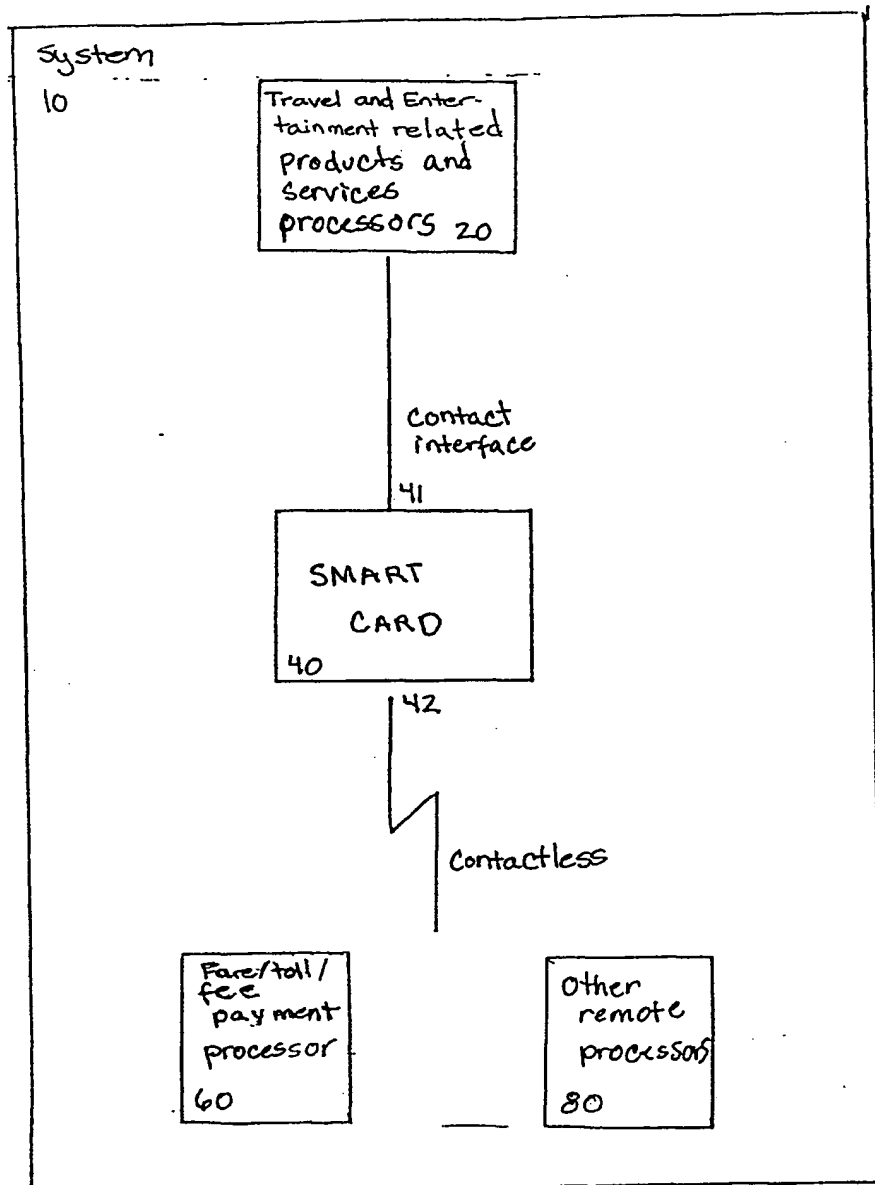 System
10
Travel and Enter-
tainment related
products and
services
processors 20
Contact
interface
41
SMART
CARD
40
42
Contactless
Fare/toll/
fee
payment
processor
60
Other
remote
processors
80